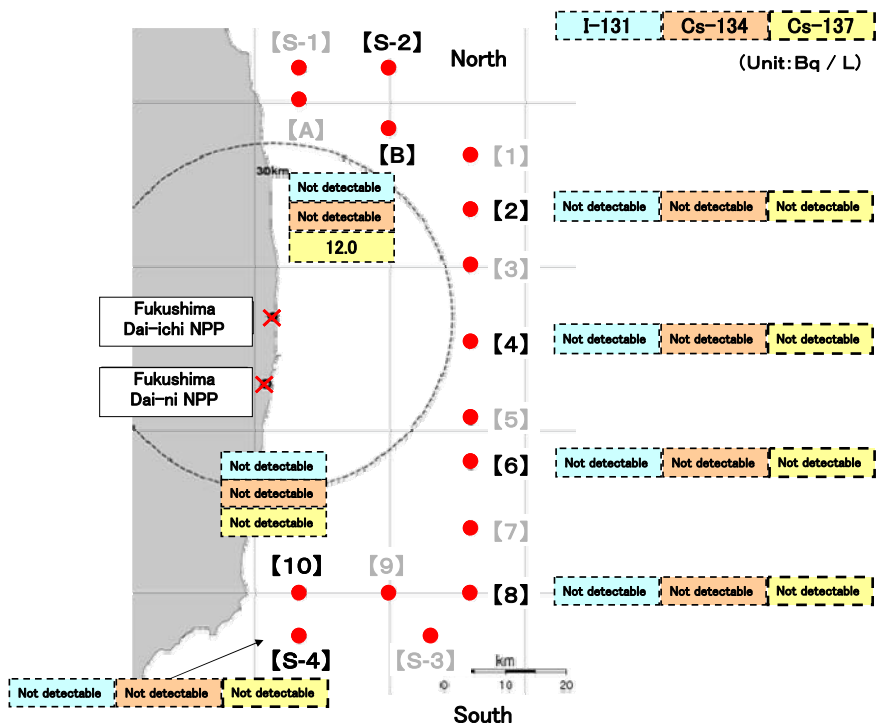 I-131 Cs-134 Cs-137
(Unit:Bq / L)
North
【S-1】 【S-2】
【A】
【B】
【1】
30km
Not detectable
Not detectable
12.0
【2】 Not detectable Not detectable Not detectable
【3】
Fukushima
Dai-ichi NPP
【4】 Not detectable Not detectable Not detectable
Fukushima
Dai-ni NPP
【5】
Not detectable
Not detectable
Not detectable
【6】 Not detectable Not detectable Not detectable
【7】
【10】 【9】
【8】 Not detectable Not detectable Not detectable
【S-4】 【S-3】
km
0 10 20
Not detectable Not detectable Not detectable
South